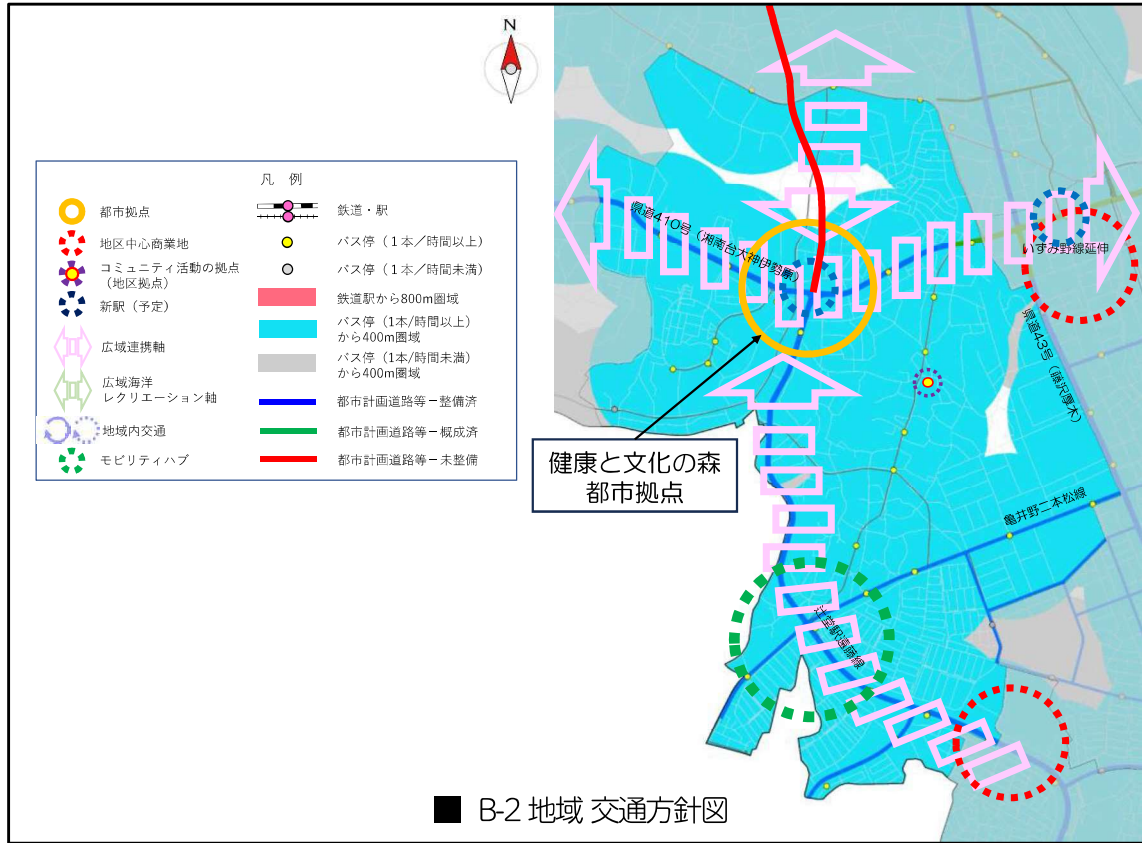 N
凡 例
都市拠点
地区中心商業地
コミュニティ活動の拠点
(地区拠点)
新駅(予定)
広域連携軸
広域海洋
レクリエーション軸
地域内交通
モビリティハブ
鉄道・駅
バス停(1本/時間以上)
バス停(1本/時間未満)
鉄道駅から800m圏域
バス停(1本/時間以上)
から400m圏域
バス停(1本/時間未満)
から400m圏域
都市計画道路等-整備済
都市計画道路等-概成済
都市計画道路等-未整備
県道410号(湘南台大神伊勢原)
いずみ野線延伸
県道43号(藤沢厚木)
健康と文化の森
都市拠点
亀井野二本松線
辻堂駅遠藤線
■ B-2 地域 交通方針図